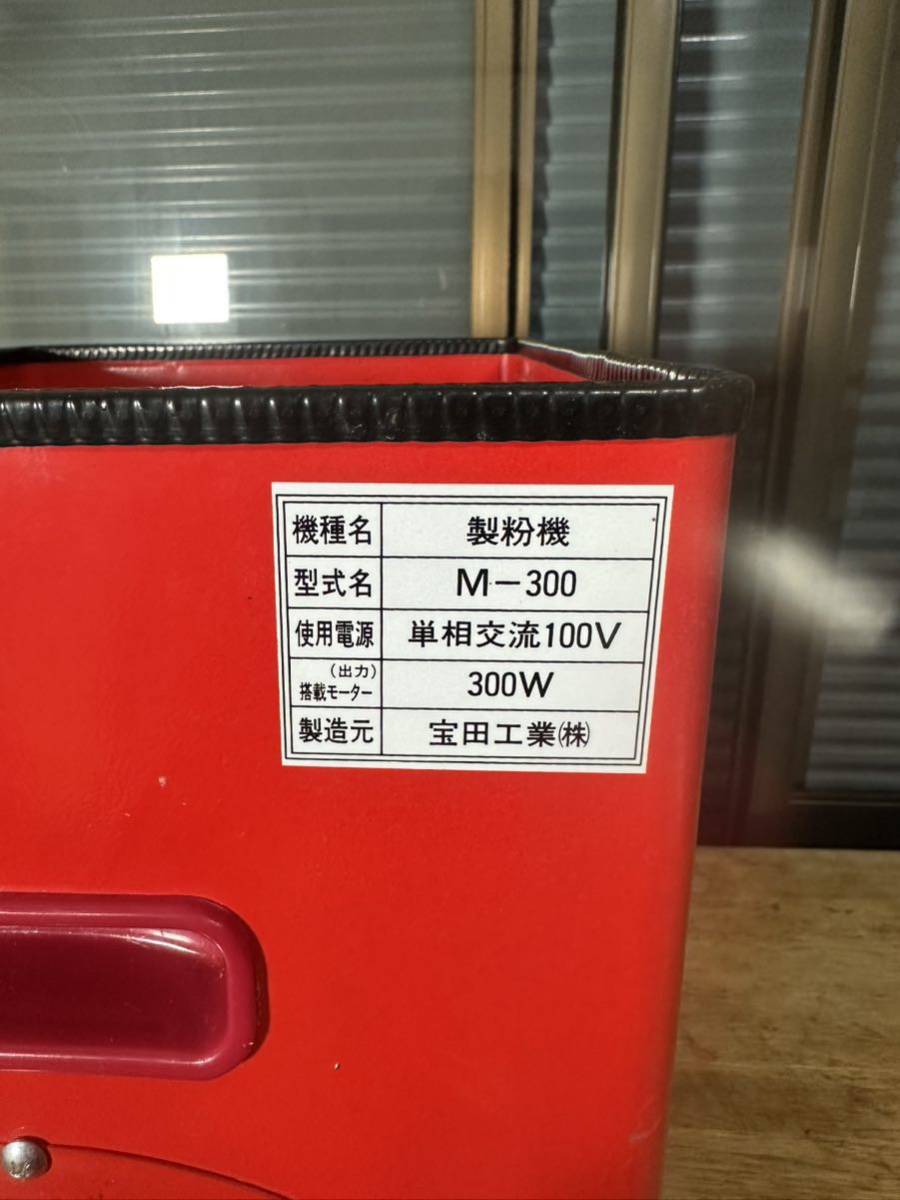 機種名 製粉機
型式名 M-300
使用電源 単相交流100V
(出力)
搭載モーター 300W
製造元 宝田工業㈱